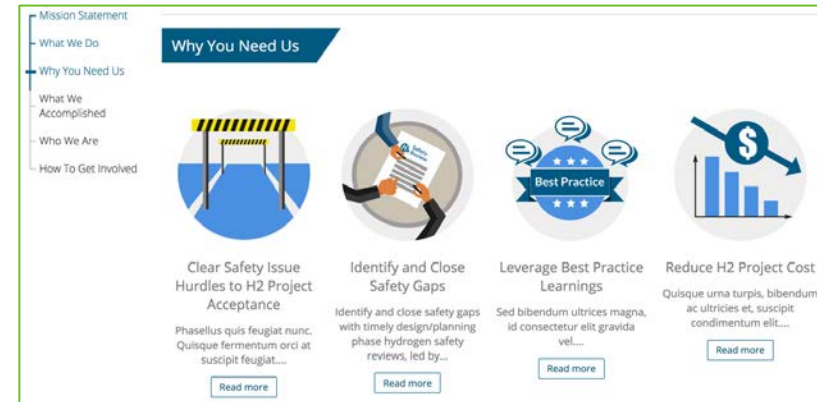 Mission Statement
What We Do
Why You Need Us
What We
Accomplished
Who We Are
How To Get Involved
Why You Need Us
Safety
Review
Best Practice
$
Clear Safety Issue
Hurdles to H2 Project
Acceptance
Phasellus quis feugiat nunc.
Quisque fermentum orci at
suscipit feugiat....
Read more
Identify and Close
Safety Gaps
Identify and close safety gaps
with timely design/planning
phase hydrogen safety
reviews, led by...
Read more
Leverage Best Practice
Learnings
Sed bibendum ultrices magna,
id consectetur elit gravida
vel....
Read more
Reduce H2 Project Cost
Quisque urna turpis, bibendum
ac ultricies et, suscipit
condimentum elit....
Read more